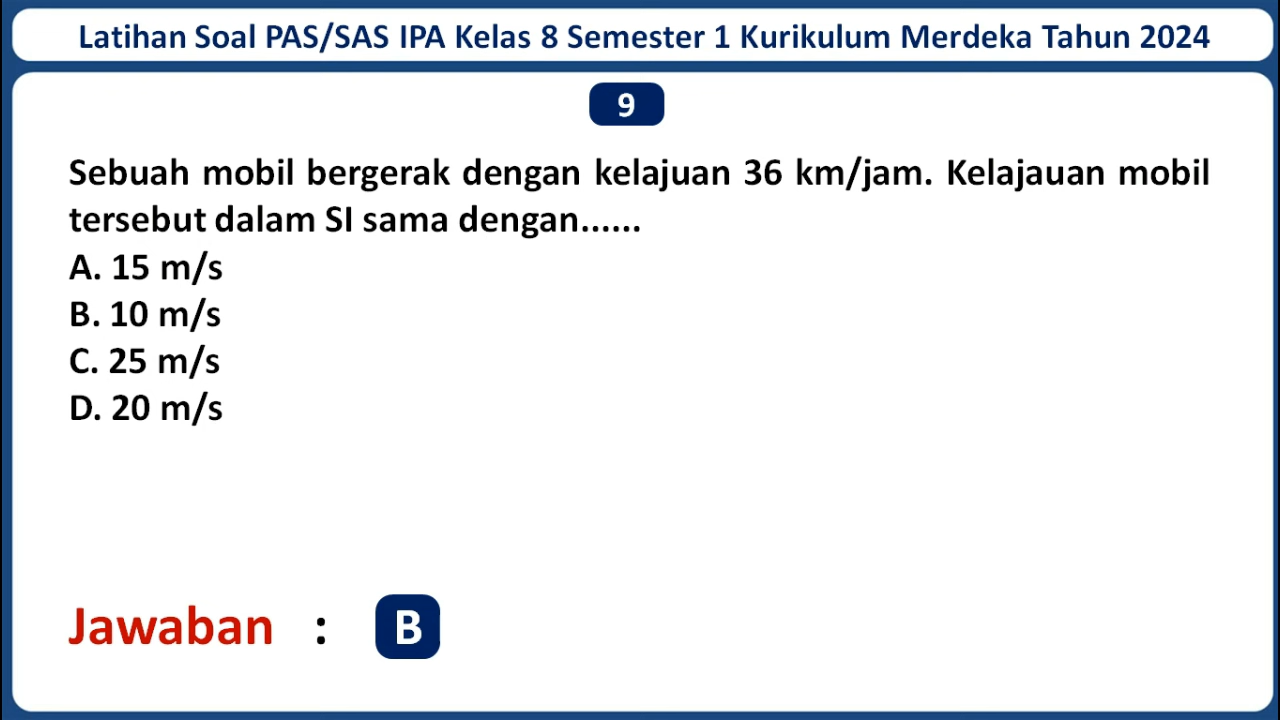 Latihan Soal PAS/SAS IPA Kelas 8 Semester 1 Kurikulum Merdeka Tahun 2024
9
Sebuah mobil bergerak dengan kelajuan 36 km/jam. Kelajauan mobil
tersebut dalam SI sama dengan......
A. 15 m/s
B. 10 m/s
C. 25 m/s
D. 20 m/s
Jawaban : B